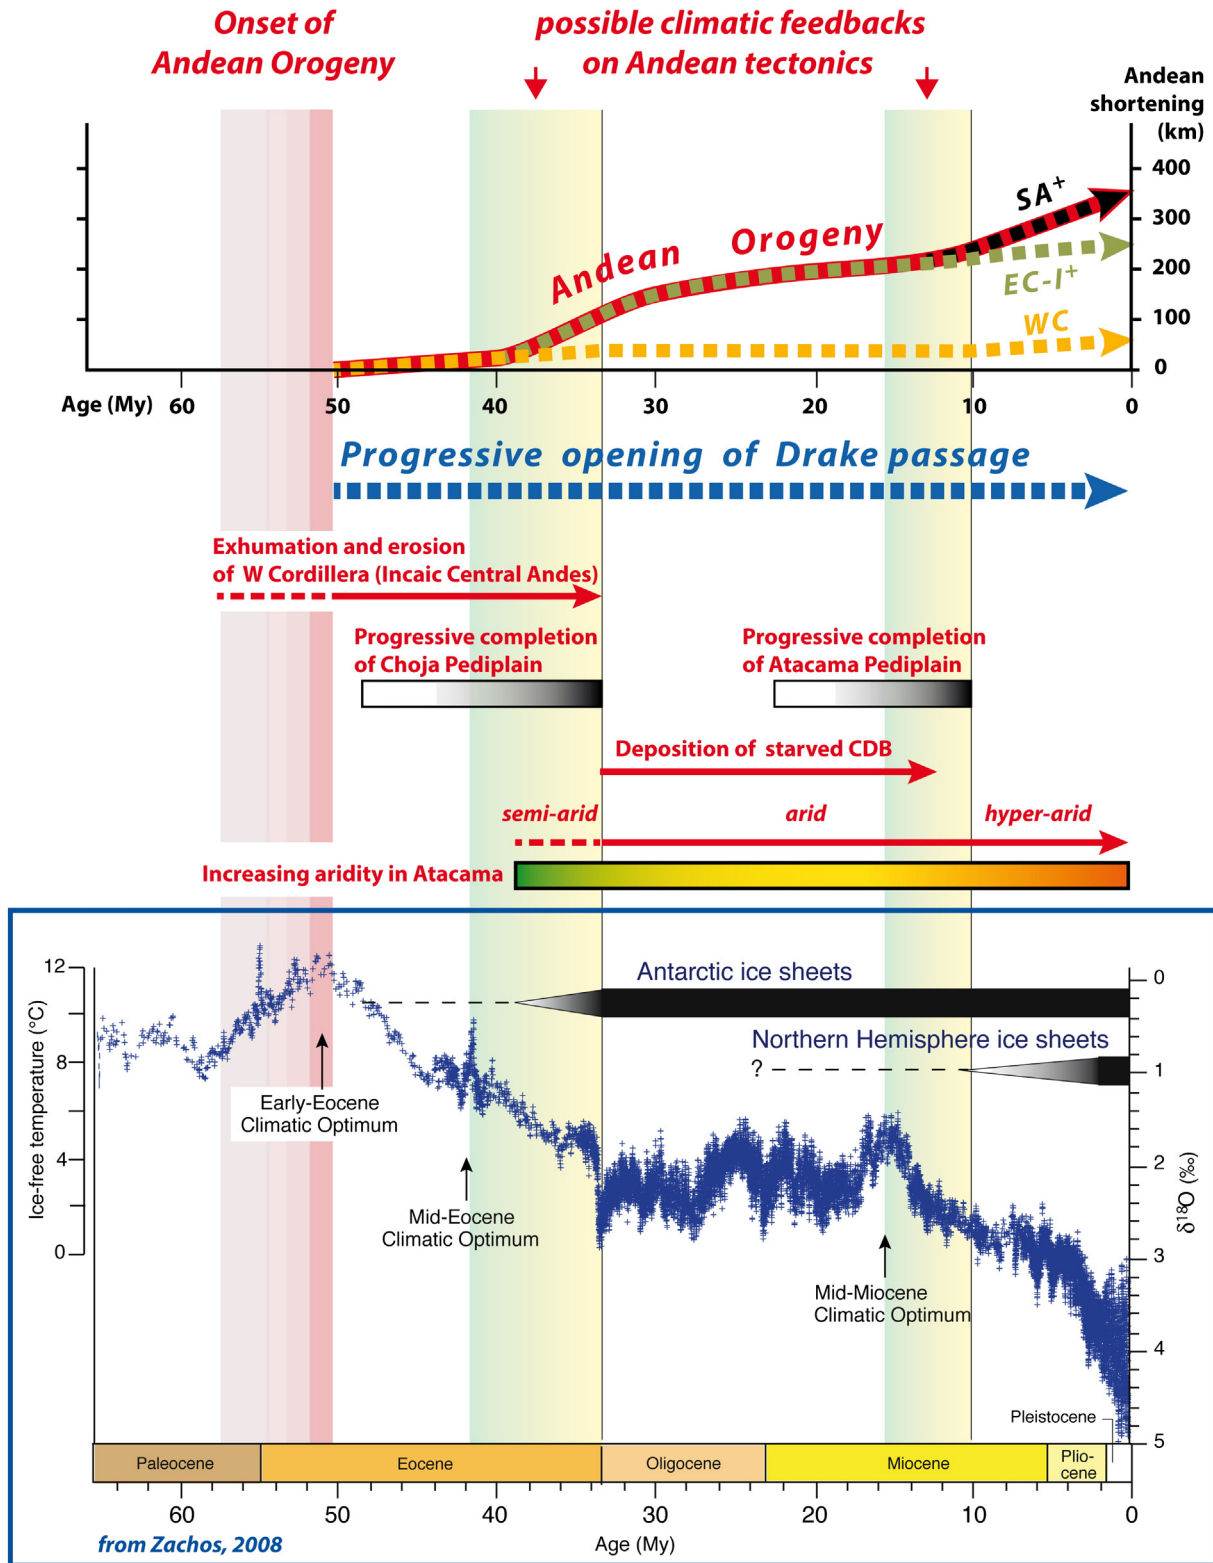 Onset of
Andean Orogeny
possible climatic feedbacks
on Andean tectonics
Andean
shortening
(km)
400
300
200
100
0
SA+
EC-I+
WC
Andean Orogeny
Age (My) 60 50 40 30 20 10 0
Progressive opening of Drake passage
Exhumation and erosion
of W Cordillera (Incaic Central Andes)
Progressive completion
of Choja Pediplain
Progressive completion
of Atacama Pediplain
Deposition of starved CDB
semi-arid arid hyper-arid
Increasing aridity in Atacama
Ice-free temperature (°C)
12
8
4
0
Antarctic ice sheets
Northern Hemisphere ice sheets
?
Early-Eocene
Climatic Optimum
Mid-Eocene
Climatic Optimum
Mid-Miocene
Climatic Optimum
0
1
2
3
4
5
δ18O (‰)
Pleistocene
Paleocene Eocene Oligocene Miocene Plio-
cene
60 50 40 30 20 10 0
from Zachos, 2008
Age (My)